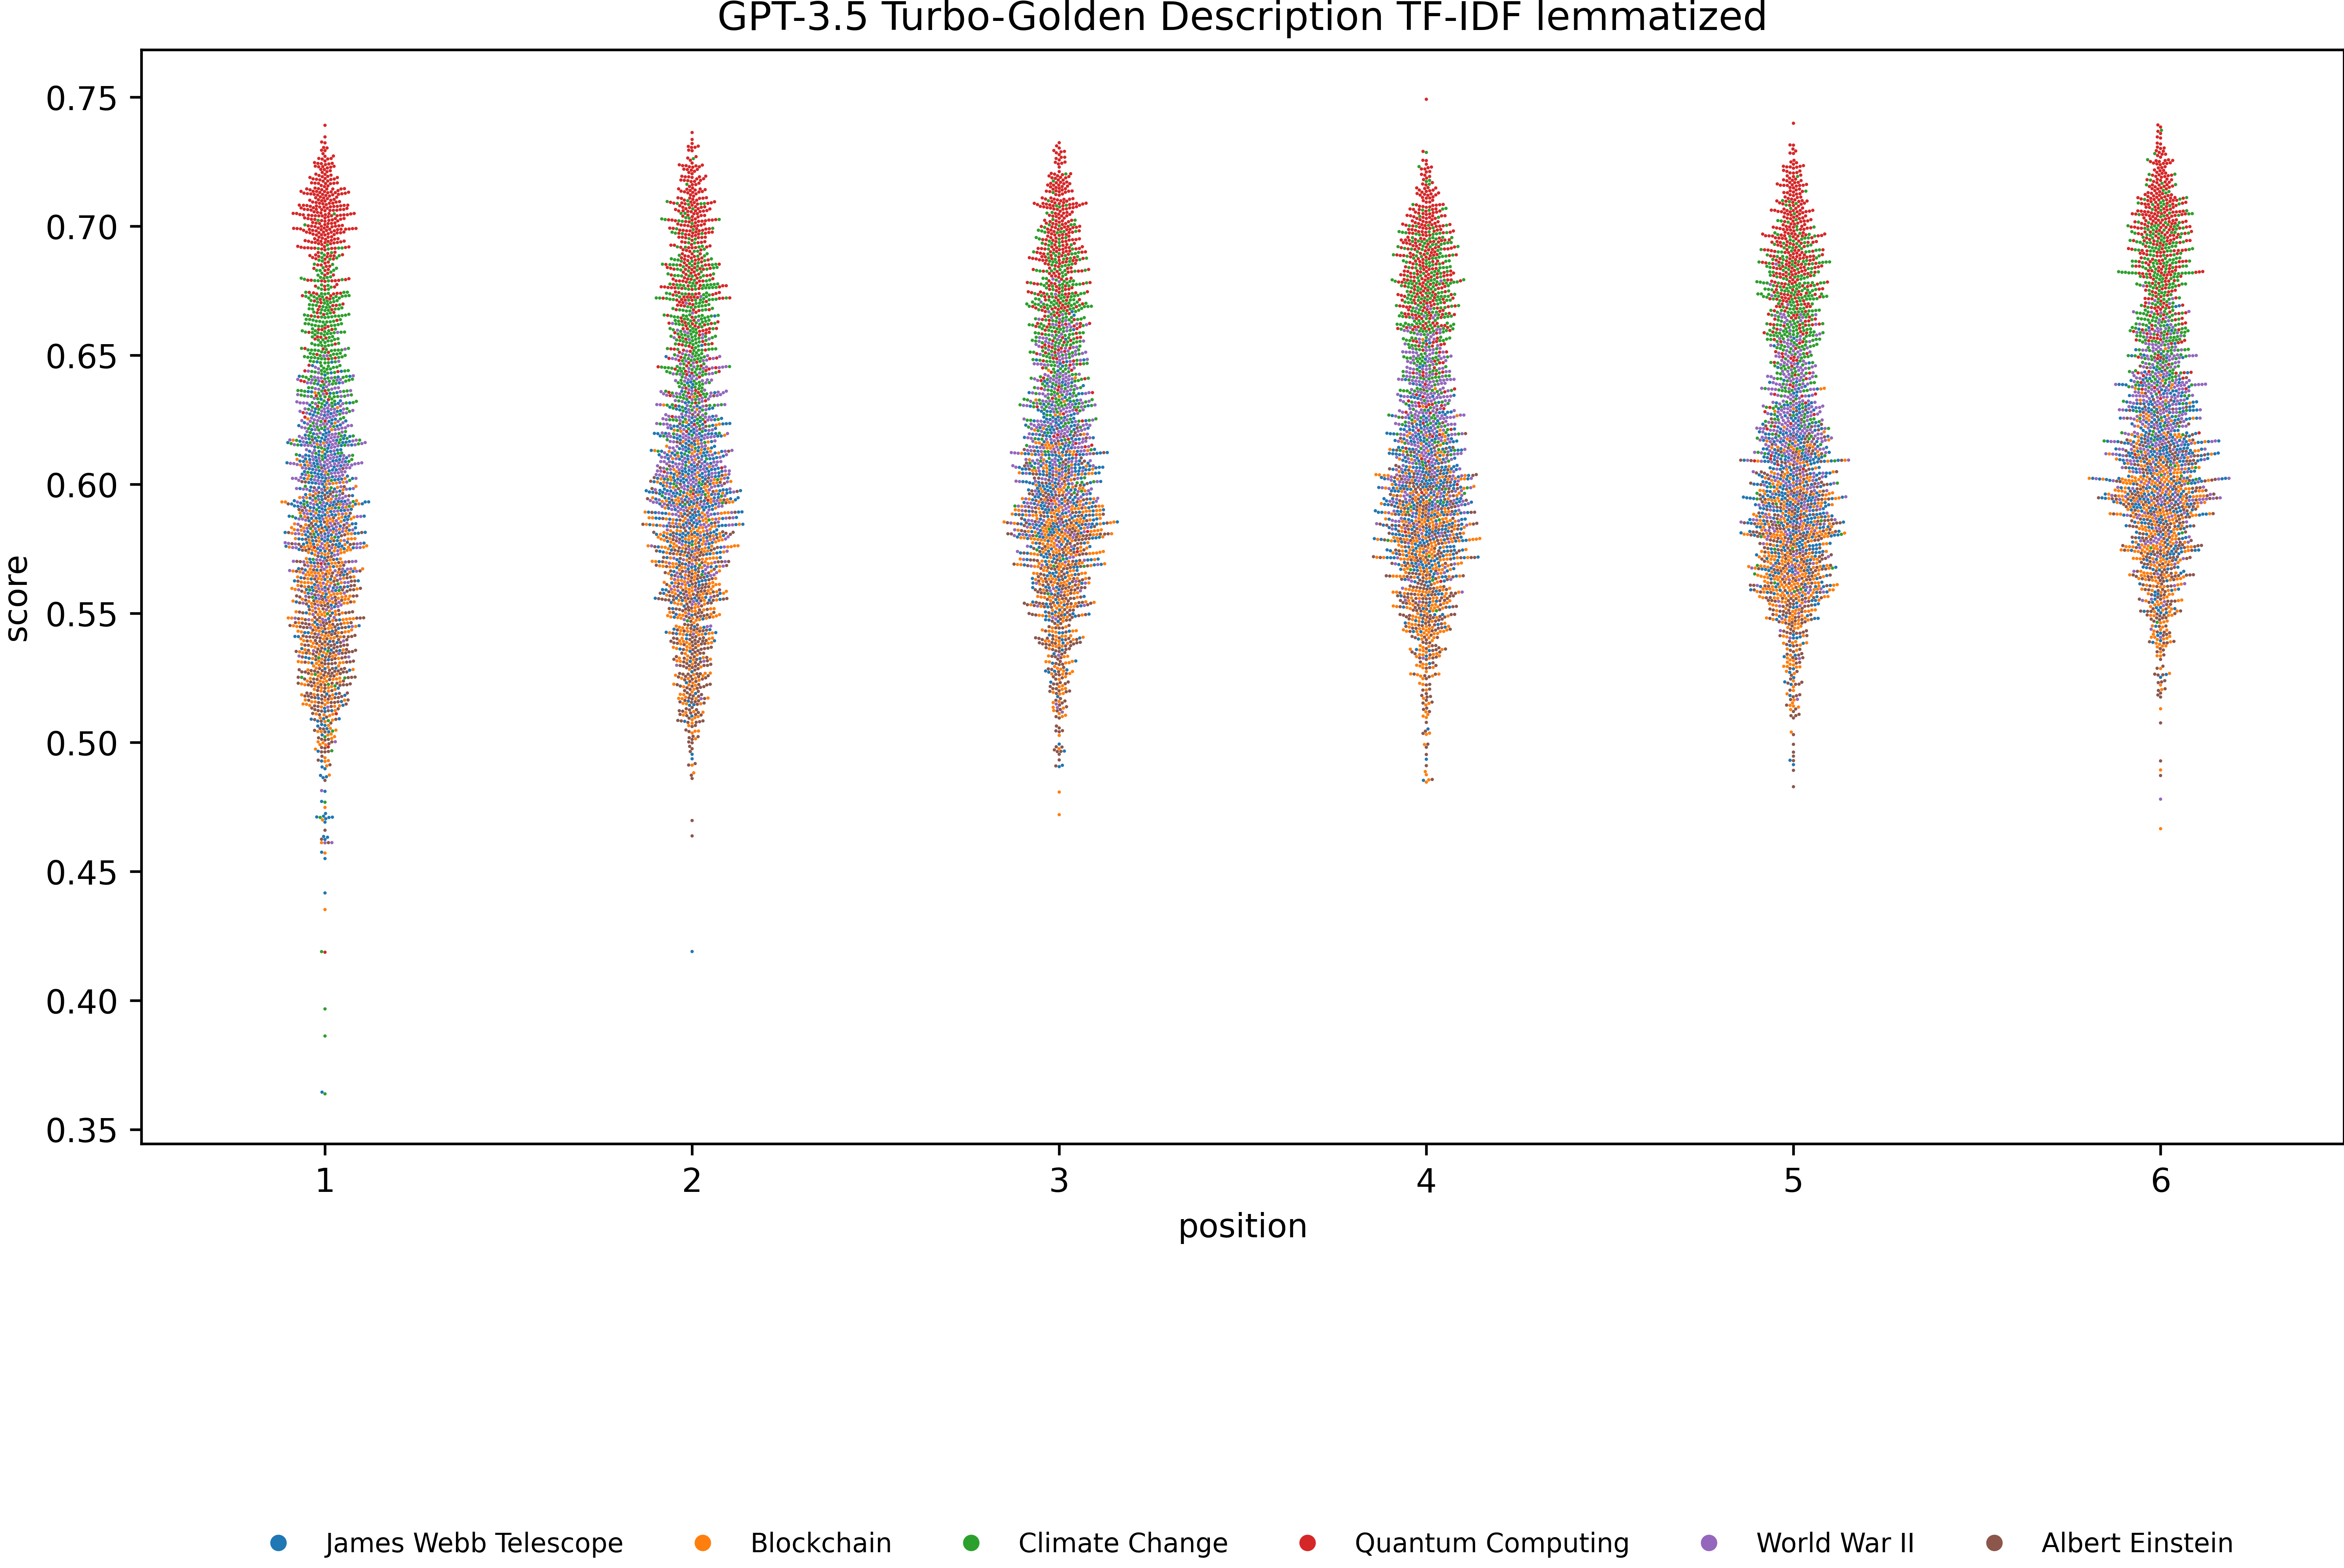 GPT-3.5 Turbo-Golden Description TF-IDF lemmatized
score
0.75
0.70
0.65
0.60
0.55
0.50
0.45
0.40
0.35
1 2 3 4 5 6
position
James Webb Telescope Blockchain Climate Change Quantum Computing World War II Albert Einstein